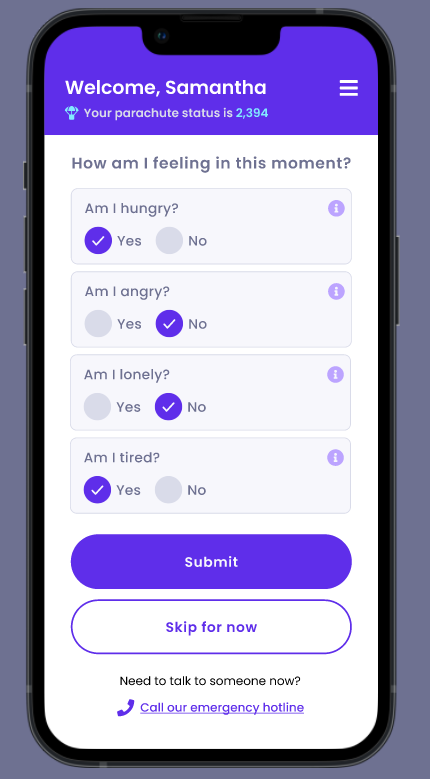 Welcome, Samantha
Your parachute status is 2,394
How am I feeling in this moment?
Am I hungry?
Yes No
Am I angry?
Yes No
Am I lonely?
Yes No
Am I tired?
Yes No
Submit
Skip for now
Need to talk to someone now?
Call our emergency hotline